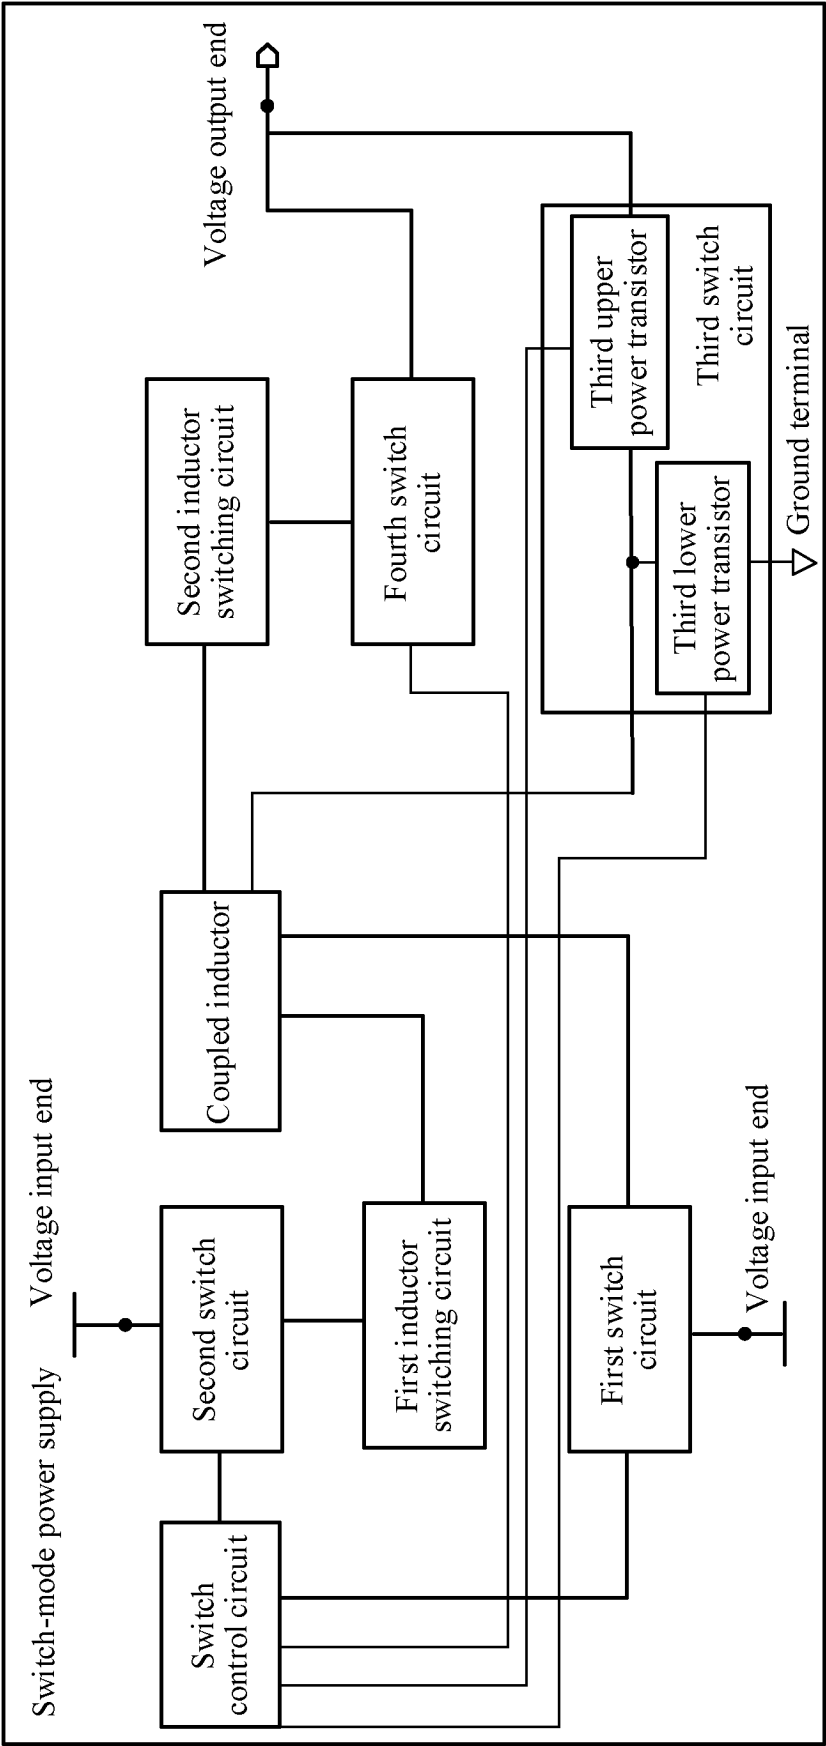 Switch-mode power supply
Voltage input end
Voltage output end
Switch
control circuit
Second switch
circuit
Coupled inductor
Second inductor
switching circuit
First inductor
switching circuit
Fourth switch
circuit
First switch
circuit
Voltage input end
Third upper
power transistor
Third lower
power transistor
Third switch
circuit
Ground terminal